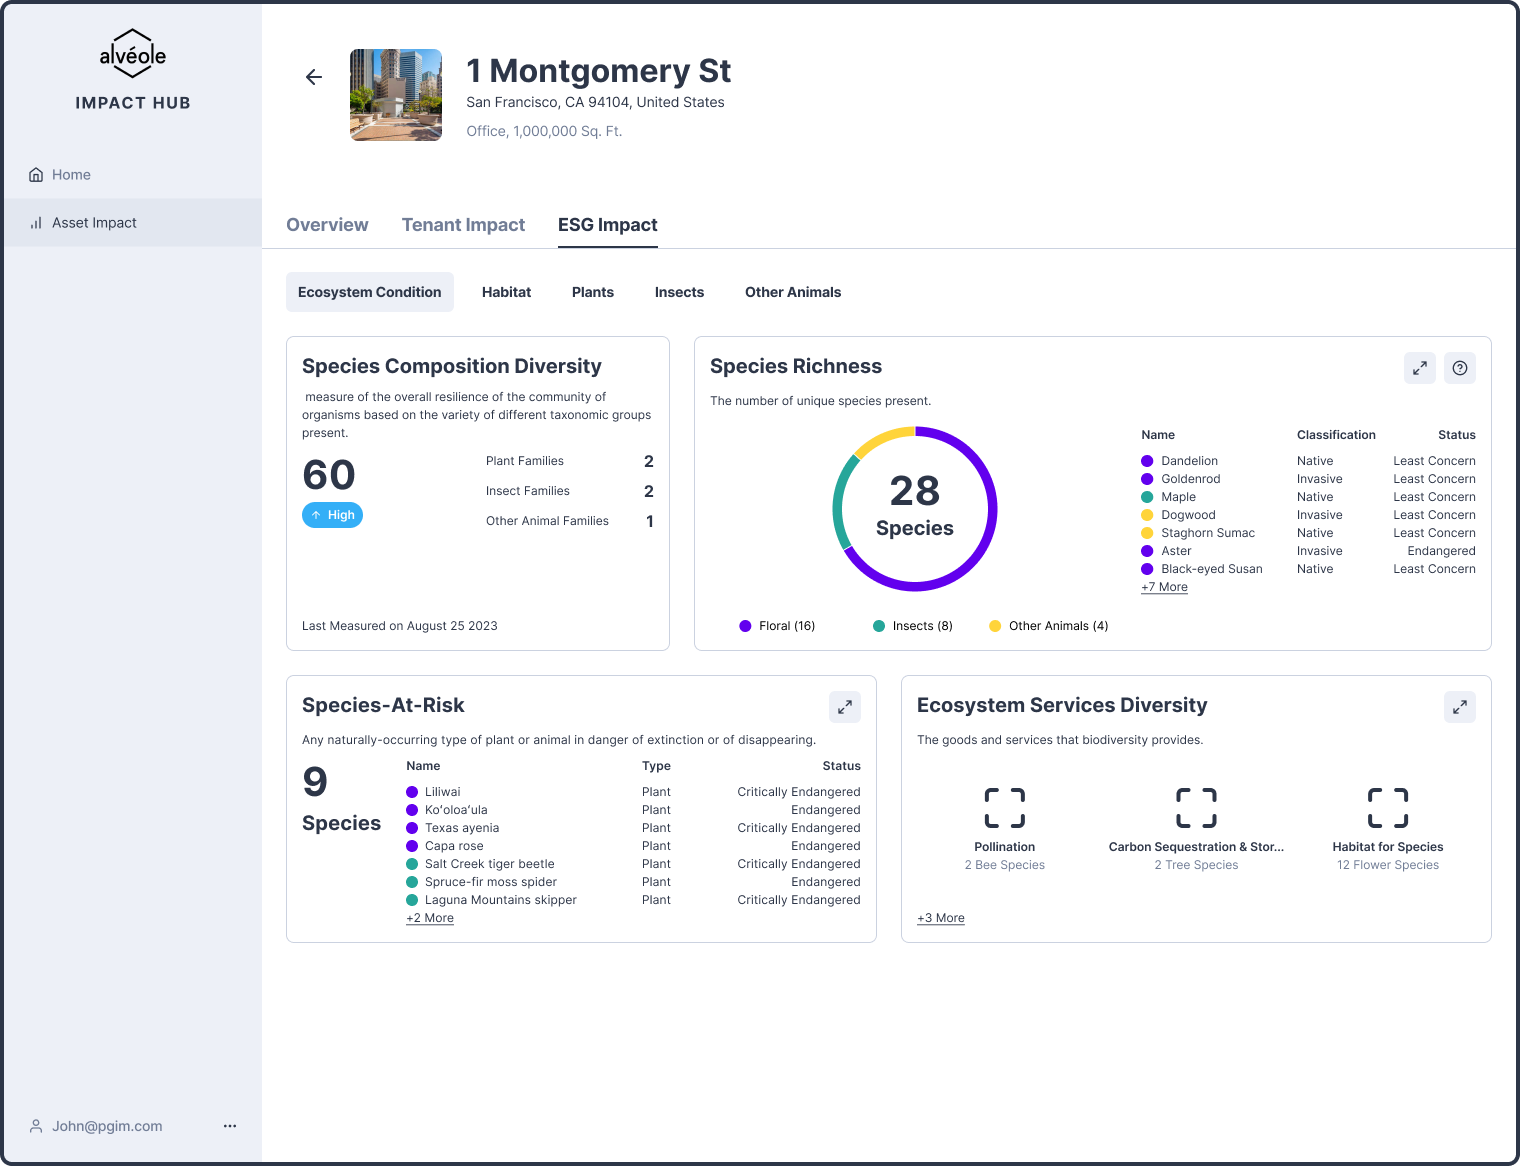 alvéole
IMPACT HUB
Home
Asset Impact
John@pgim.com
1 Montgomery St
San Francisco, CA 94104, United States
Office, 1,000,000 Sq. Ft.
Overview Tenant Impact ESG Impact
Ecosystem Condition Habitat Plants Insects Other Animals
Species Composition Diversity
measure of the overall resilience of the community of
organisms based on the variety of different taxonomic groups
present.
60
High
Plant Families 2
Insect Families 2
Other Animal Families 1
Last Measured on August 25 2023
Species Richness
The number of unique species present.
28
Species
Floral (16) Insects (8) Other Animals (4)
Name Classification Status
Dandelion Native Least Concern
Goldenrod Invasive Least Concern
Maple Native Least Concern
Dogwood Invasive Least Concern
Staghorn Sumac Native Least Concern
Aster Invasive Endangered
Black-eyed Susan Native Least Concern
+7 More
Species-At-Risk
Any naturally-occurring type of plant or animal in danger of extinction or of disappearing.
9
Species
Name Type Status
Liliwai Plant Critically Endangered
Koʻoloaʻula Plant Endangered
Texas ayenia Plant Critically Endangered
Capa rose Plant Endangered
Salt Creek tiger beetle Plant Critically Endangered
Spruce-fir moss spider Plant Endangered
Laguna Mountains skipper Plant Critically Endangered
+2 More
Ecosystem Services Diversity
The goods and services that biodiversity provides.
Pollination Carbon Sequestration & Stor... Habitat for Species
2 Bee Species 2 Tree Species 12 Flower Species
+3 More